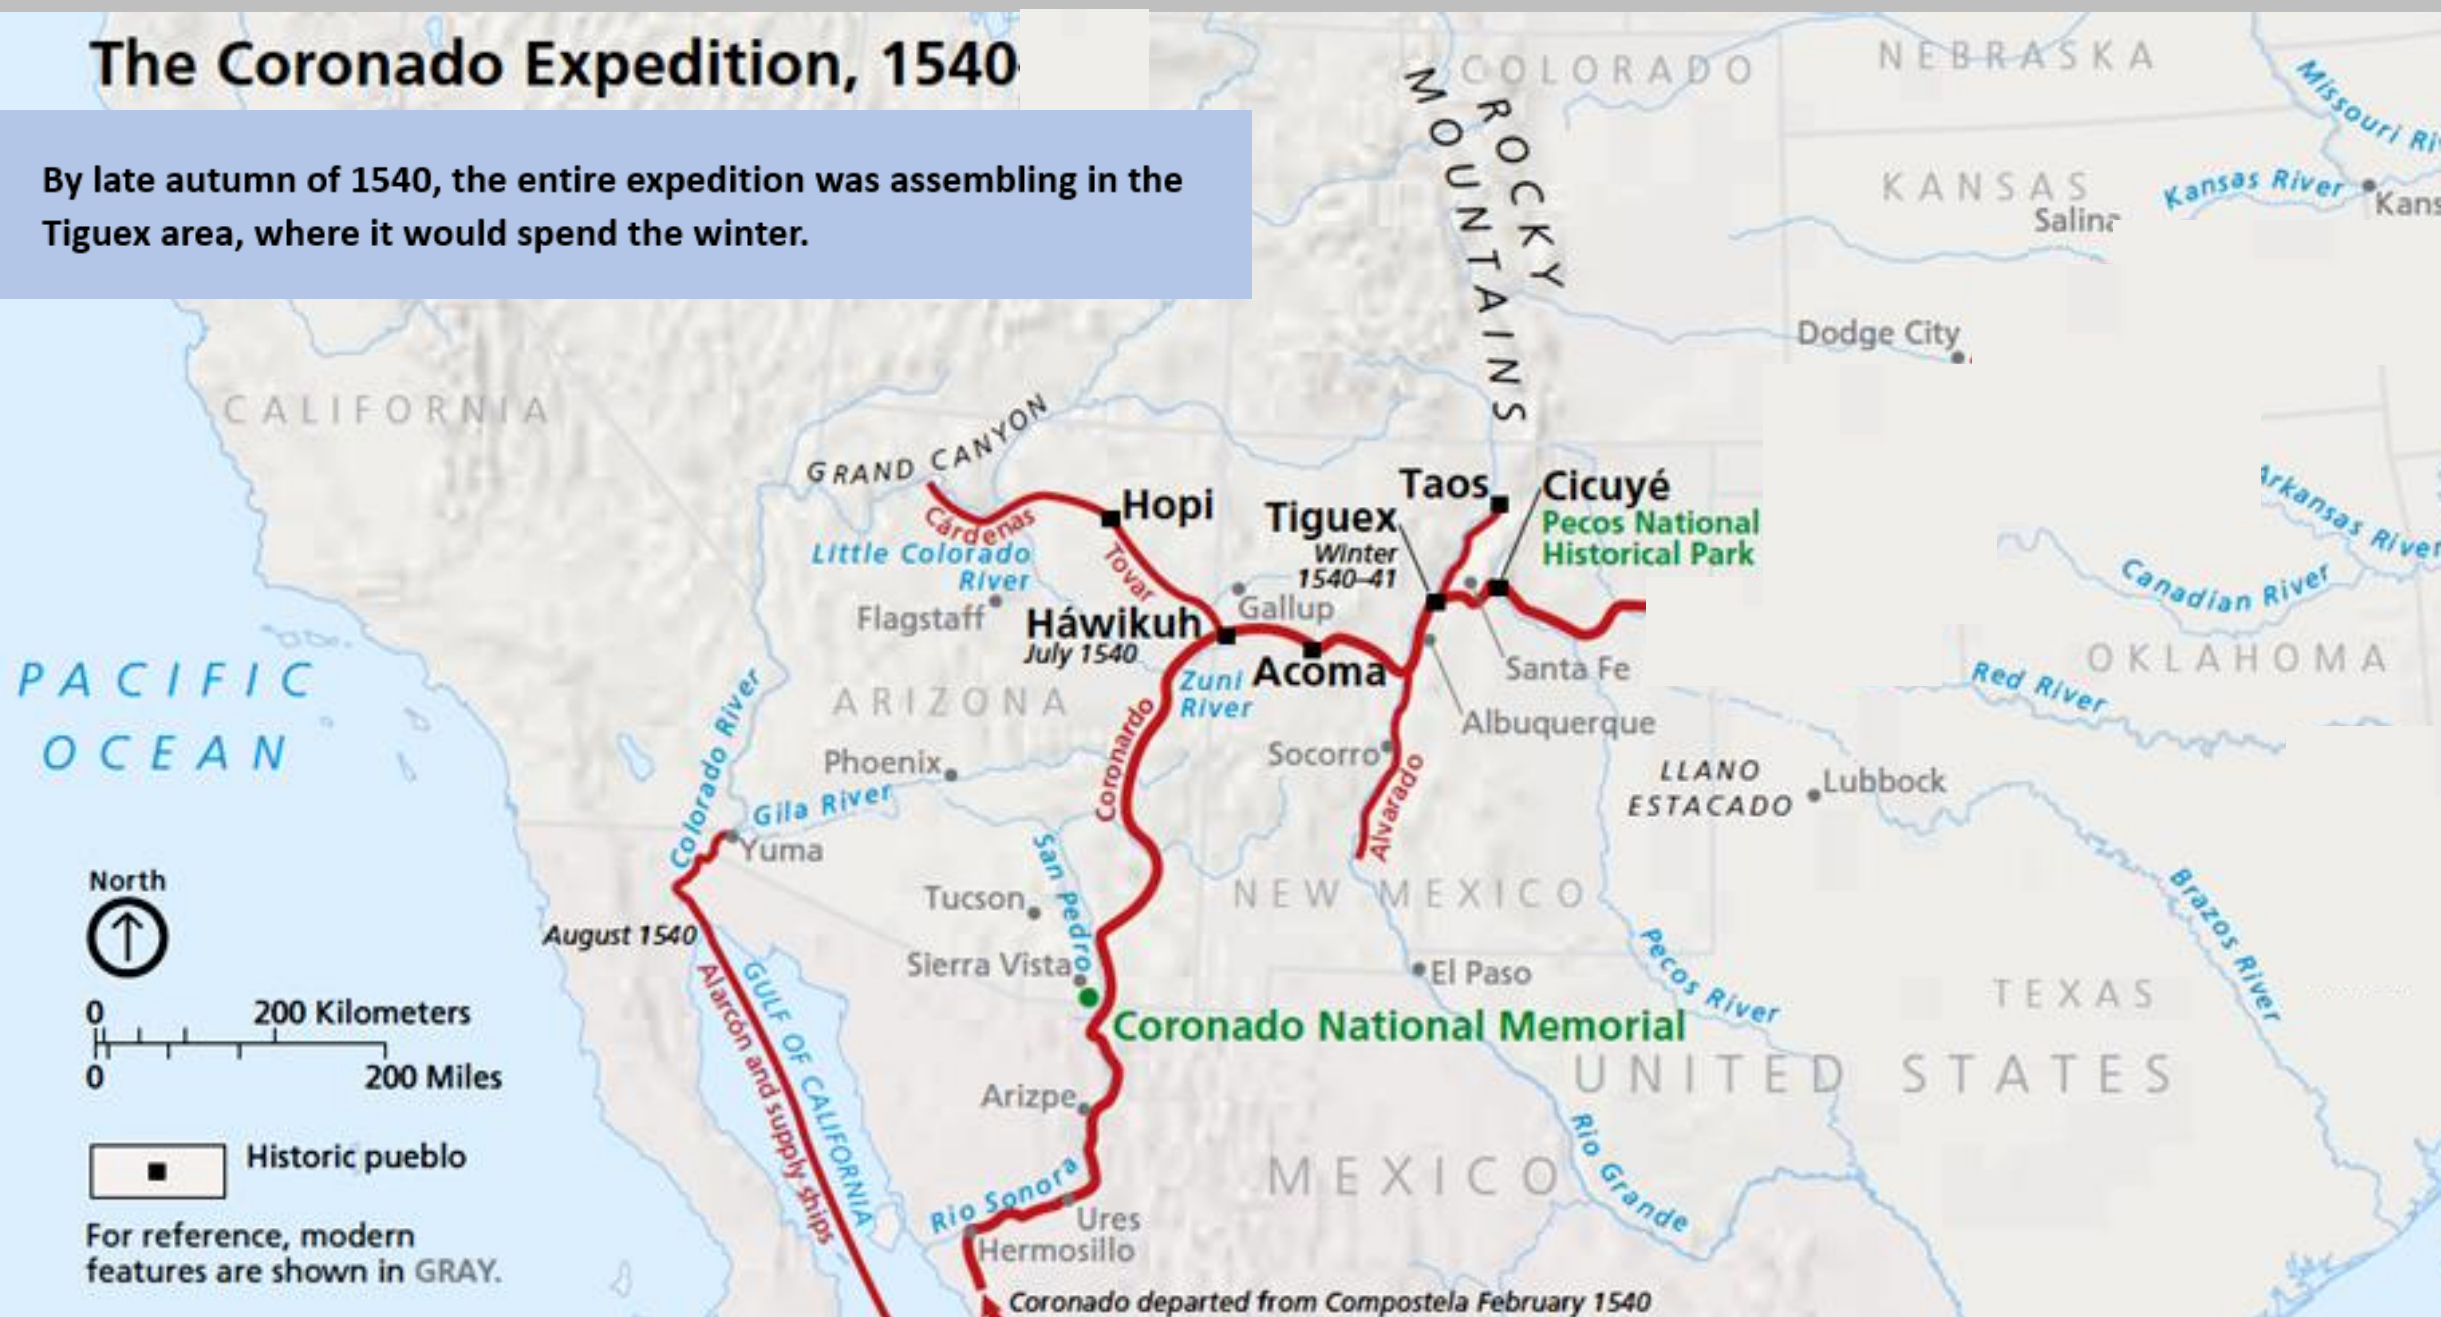 The Coronado Expedition, 1540
By late autumn of 1540, the entire expedition was assembling in the
Tiguex area, where it would spend the winter.
COLORADO
NEBRASKA
ROCKY
MOUNTAINS
KANSAS
Kansas River
Dodge City
CALIFORNIA
GRAND CANYON
Cárdenas
Hopi
Tovar
Little Colorado
River
Flagstaff
Háwikuh
July 1540
Gallup
Tiguex
Winter
1540–41
Taos
Cicuyé
Pecos National
Historical Park
Acoma
Zuni
River
Santa Fe
Albuquerque
Socorro
Alvarado
Arkansas River
Canadian River
OKLAHOMA
Red River
PACIFIC
OCEAN
ARIZONA
Coronardo
Colorado River
Phoenix
Gila River
Yuma
San Pedro
Tucson
Sierra Vista
NEW MEXICO
LLANO
ESTACADO
Lubbock
Brazos River
Pecos River
El Paso
TEXAS
UNITED STATES
Coronado National Memorial
August 1540
Alarcón and supply ships
GULF OF CALIFORNIA
Arizpe
MEXICO
Rio Grande
Rio Sonora
Ures
Hermosillo
Coronado departed from Compostela February 1540
North
0
200 Kilometers
0
200 Miles
Historic pueblo
For reference, modern
features are shown in GRAY.